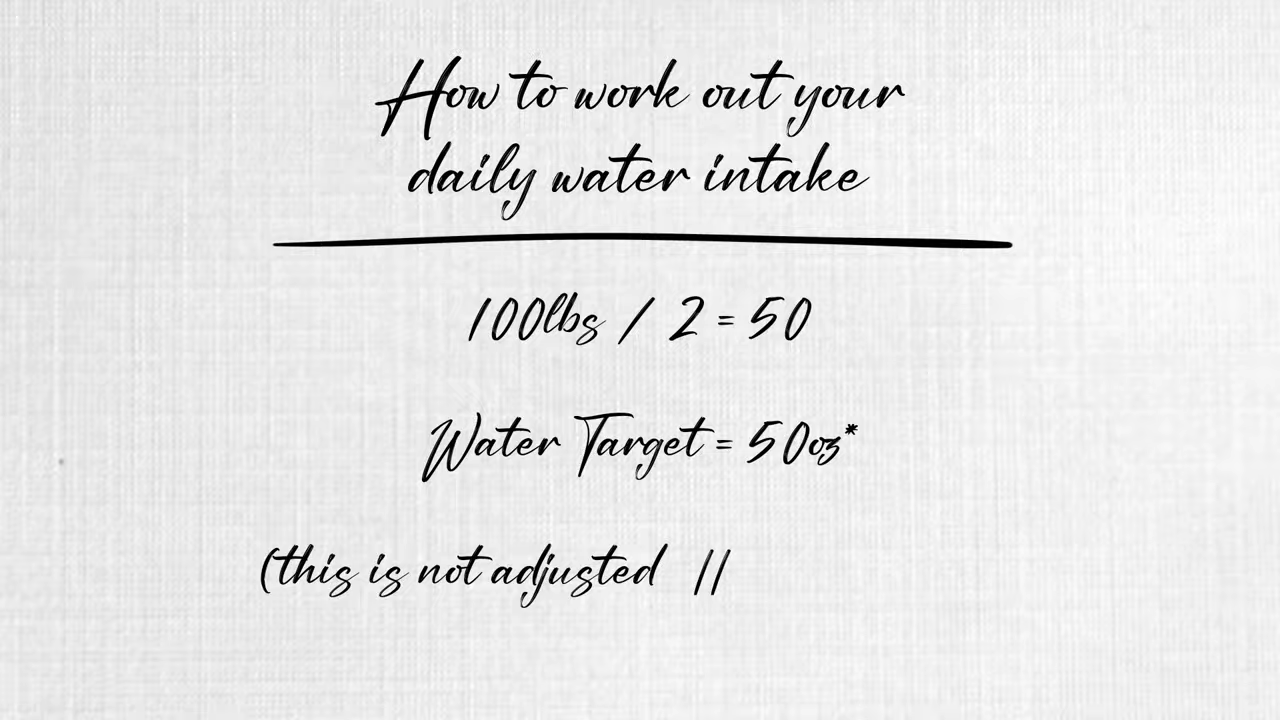 How to work out your
daily water intake
100lbs / 2 = 50
Water Target = 50oz*
(this is not adjusted